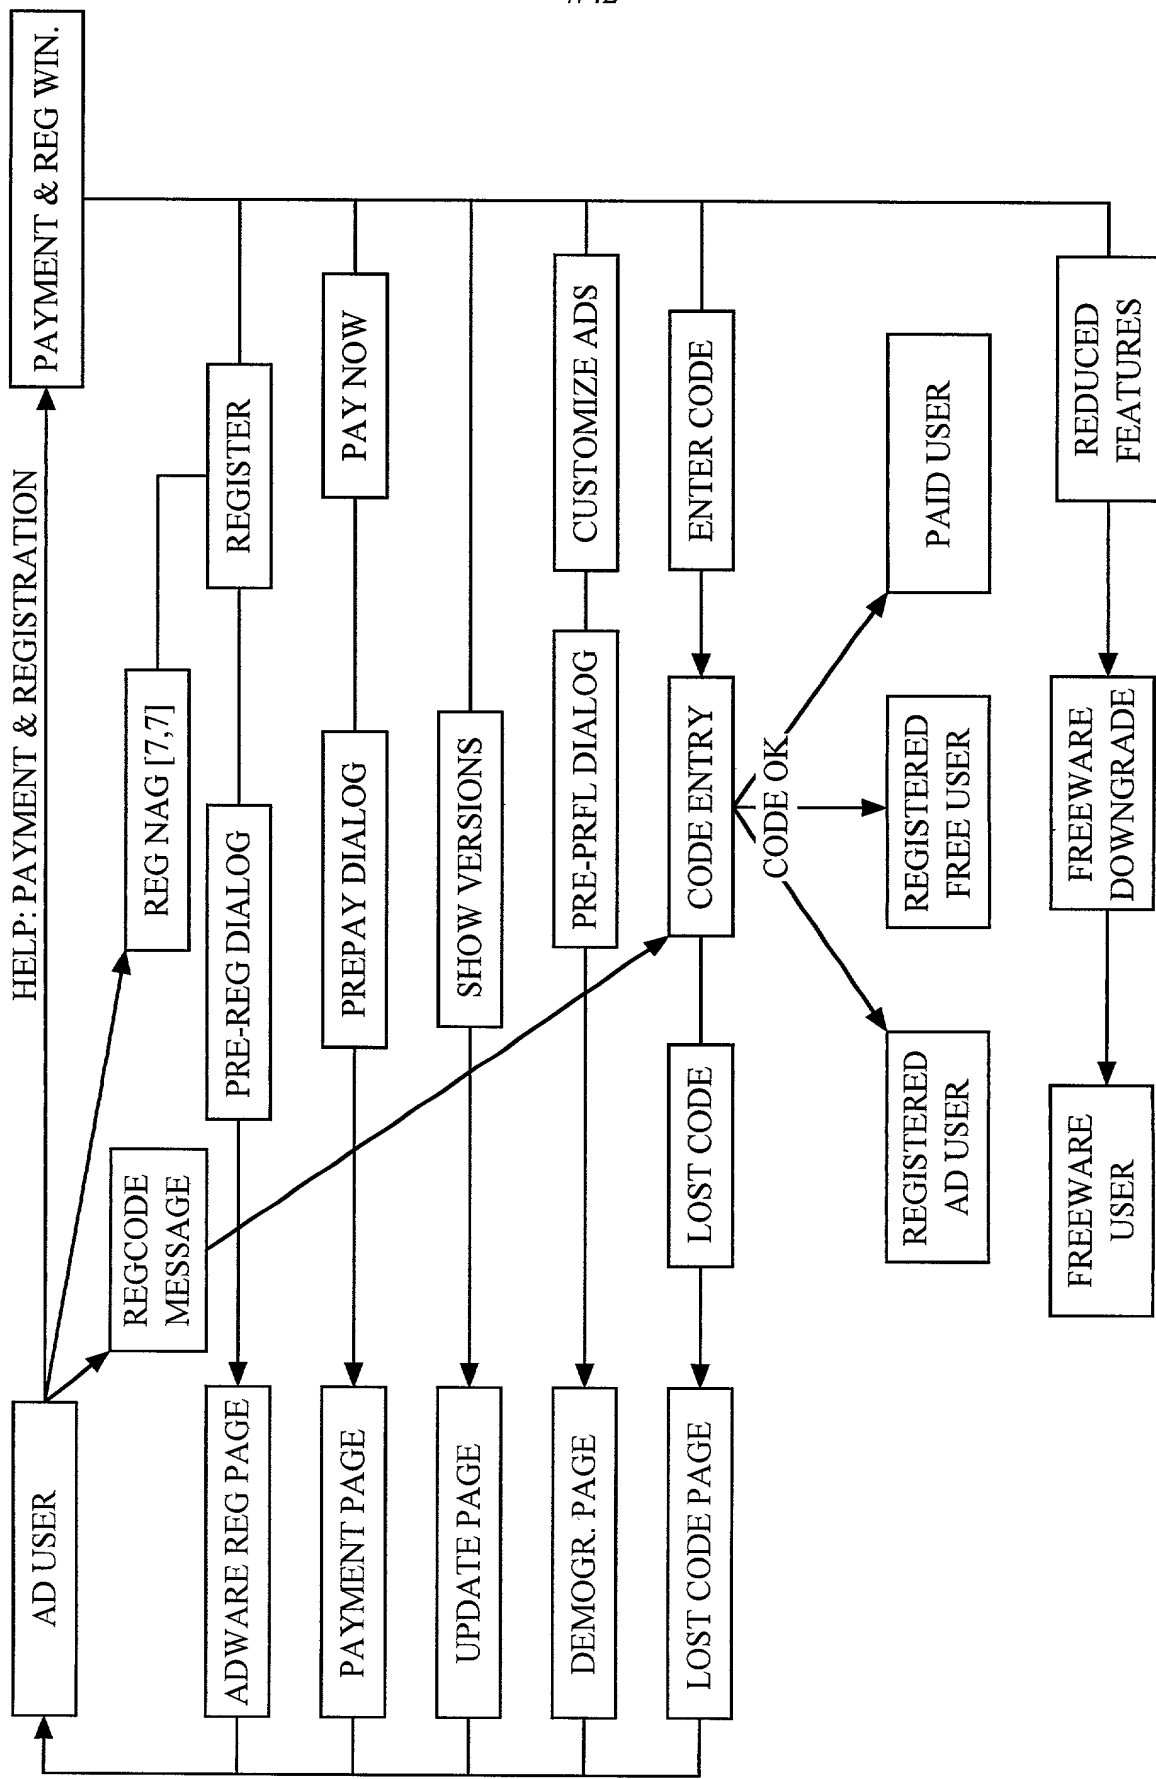 AD USER
HELP: PAYMENT & REGISTRATION
PAYMENT & REG WIN.
REGCODE
MESSAGE
REG NAG [7,7]
ADWARE REG PAGE
PRE-REG DIALOG
REGISTER
PAYMENT PAGE
PREPAY DIALOG
PAY NOW
UPDATE PAGE
SHOW VERSIONS
DEMOGR. PAGE
PRE-PRFL DIALOG
CUSTOMIZE ADS
LOST CODE PAGE
LOST CODE
CODE ENTRY
ENTER CODE
CODE OK
REGISTERED
AD USER
REGISTERED
FREE USER
PAID USER
FREEWARE
USER
FREEWARE
DOWNGRADE
REDUCED
FEATURES